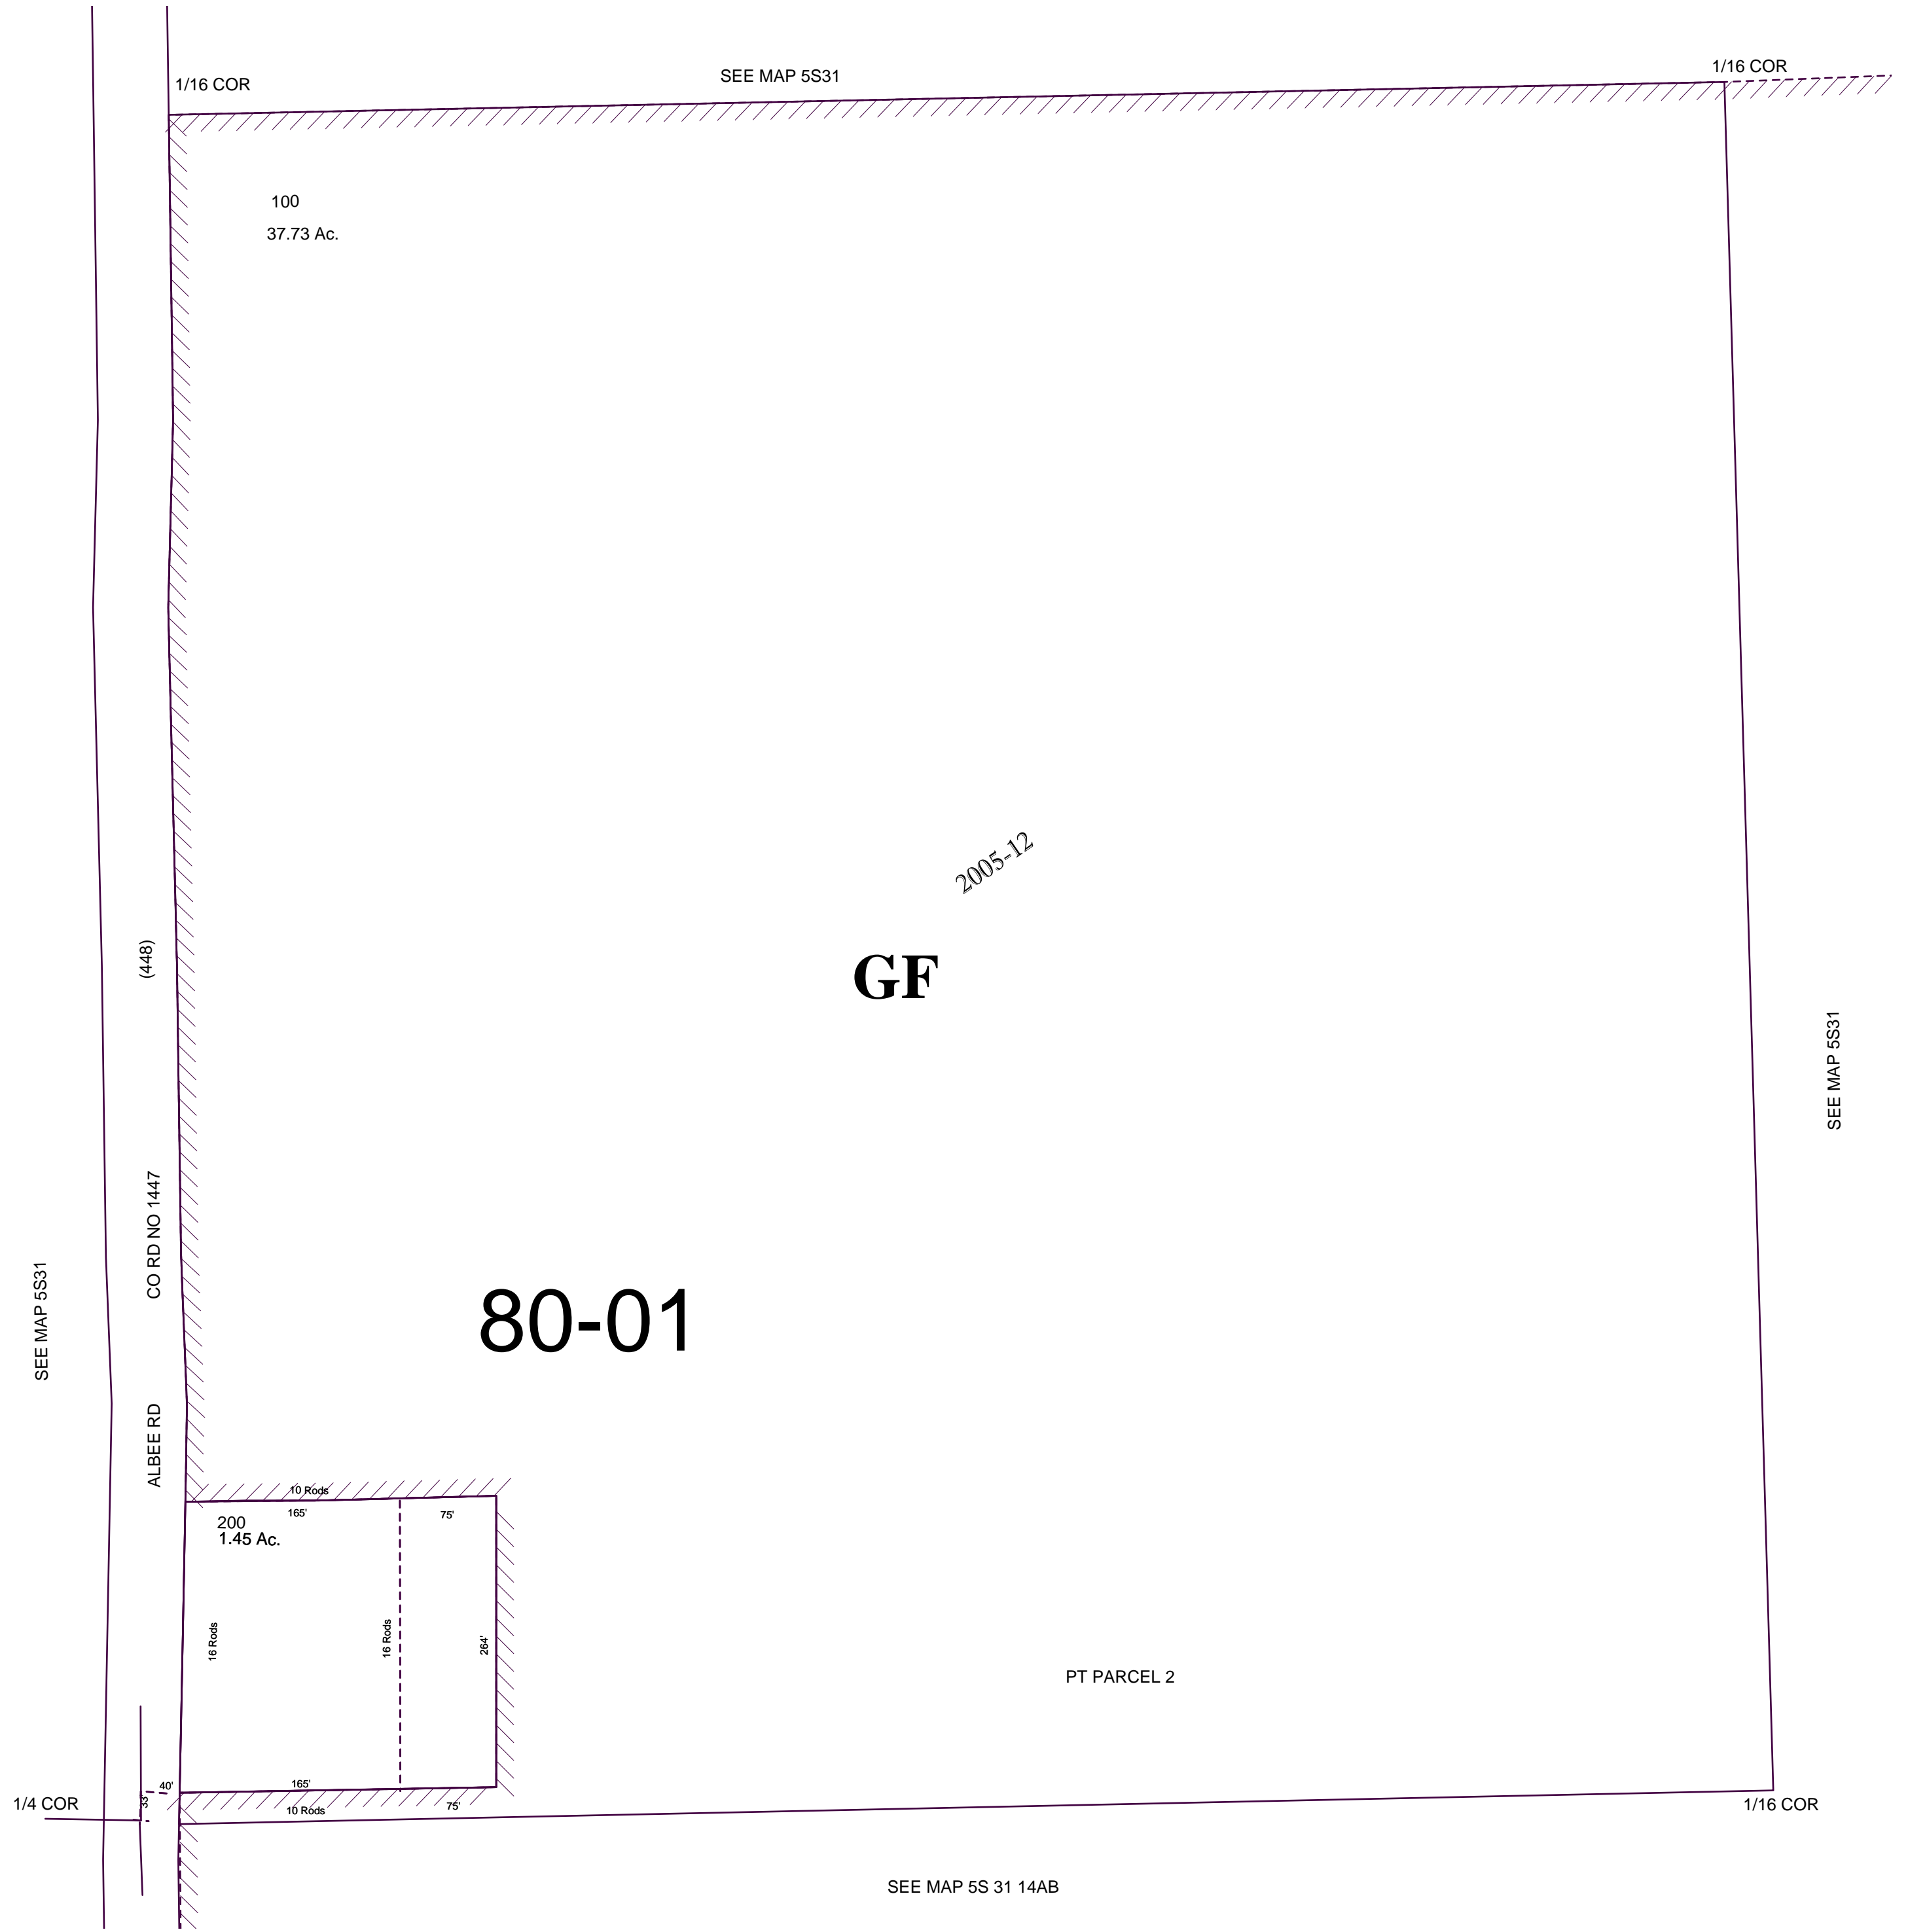 1/16 COR
SEE MAP 5S31
1/16 COR
100
37.73 Ac.
2005-12
(448)
GF
SEE MAP 5S31
CO RD NO 1447
SEE MAP 5S31
80-01
ALBEE RD
10 Rods
165'
75'
200
1.45 Ac.
16 Rods
16 Rods
264'
PT PARCEL 2
40'
165'
33'
1/4 COR
10 Rods
75'
1/16 COR
SEE MAP 5S 31 14AB